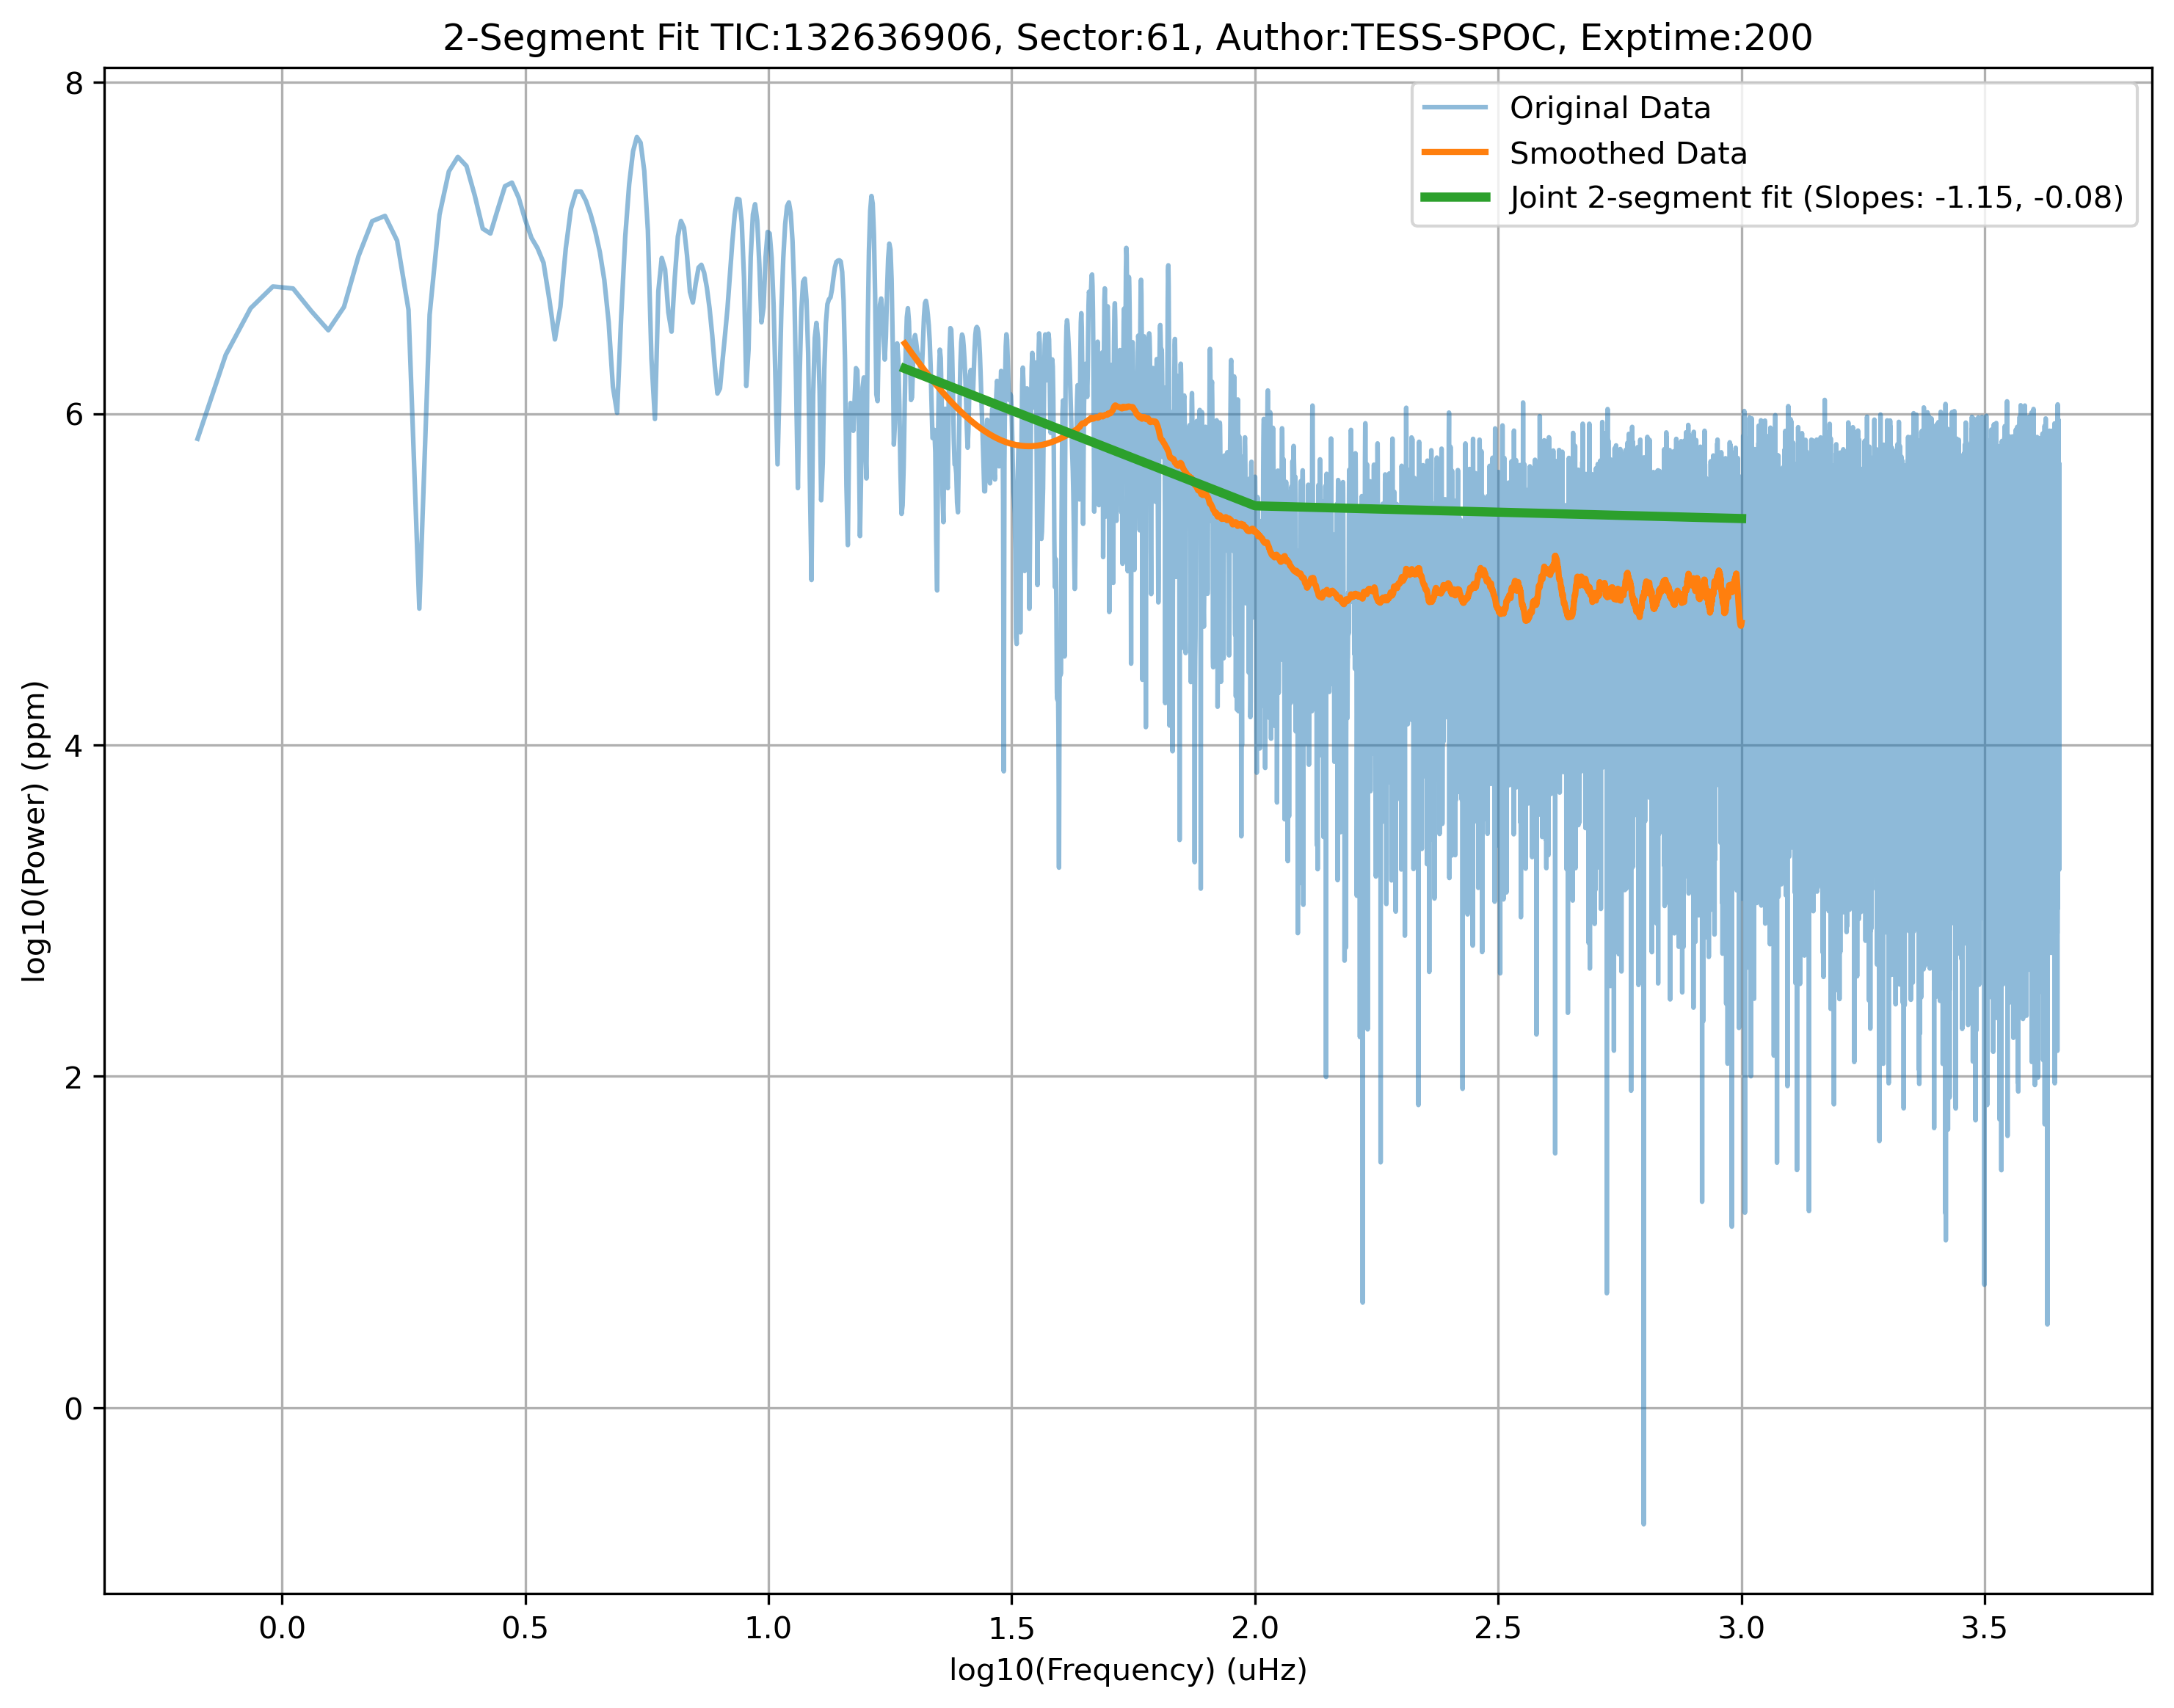 2-Segment Fit TIC:132636906, Sector:61, Author:TESS-SPOC, Exptime:200
Original Data
Smoothed Data
Joint 2-segment fit (Slopes: -1.15, -0.08)
log10(Power) (ppm)
8
6
4
2
0
0.0 0.5 1.0 1.5 2.0 2.5 3.0 3.5
log10(Frequency) (uHz)